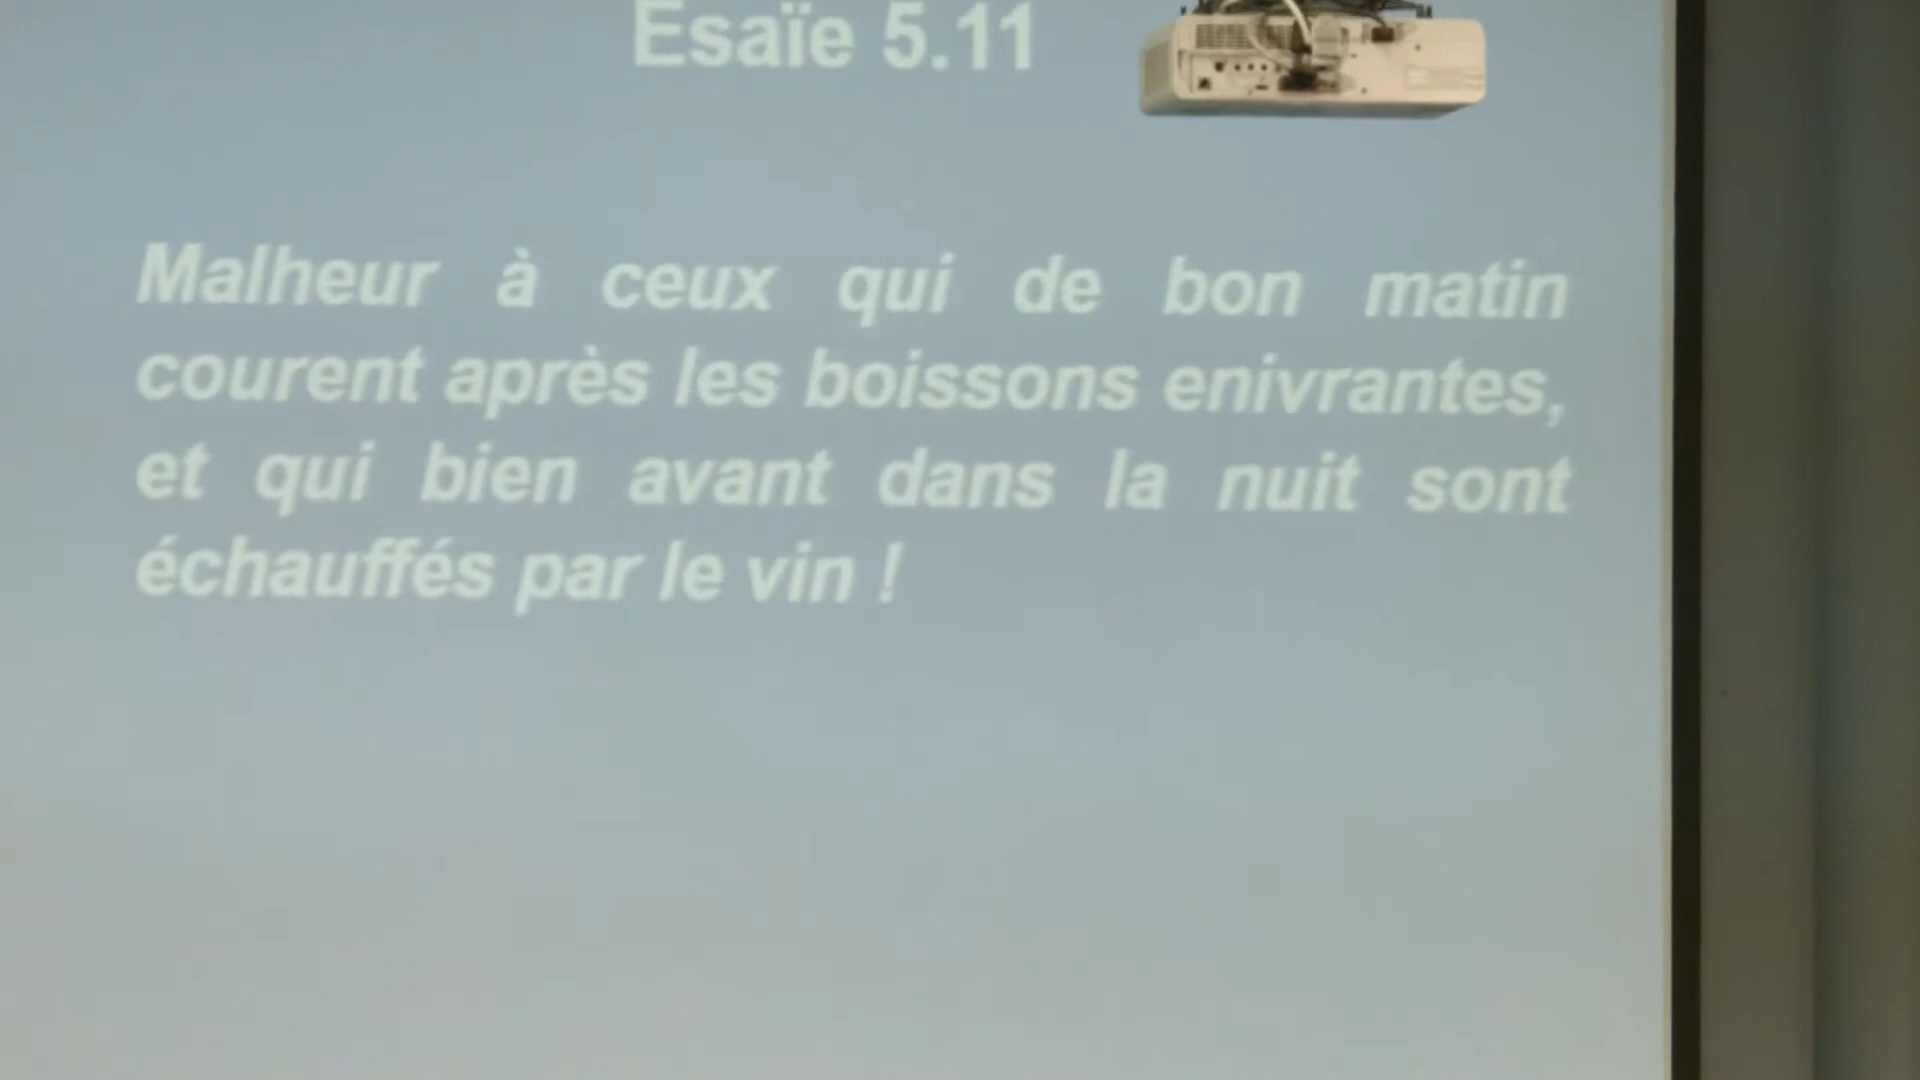 Esaïe 5.11
Malheur à ceux qui de bon matin
courent après les boissons enivrantes,
et qui bien avant dans la nuit sont
échauffés par le vin !